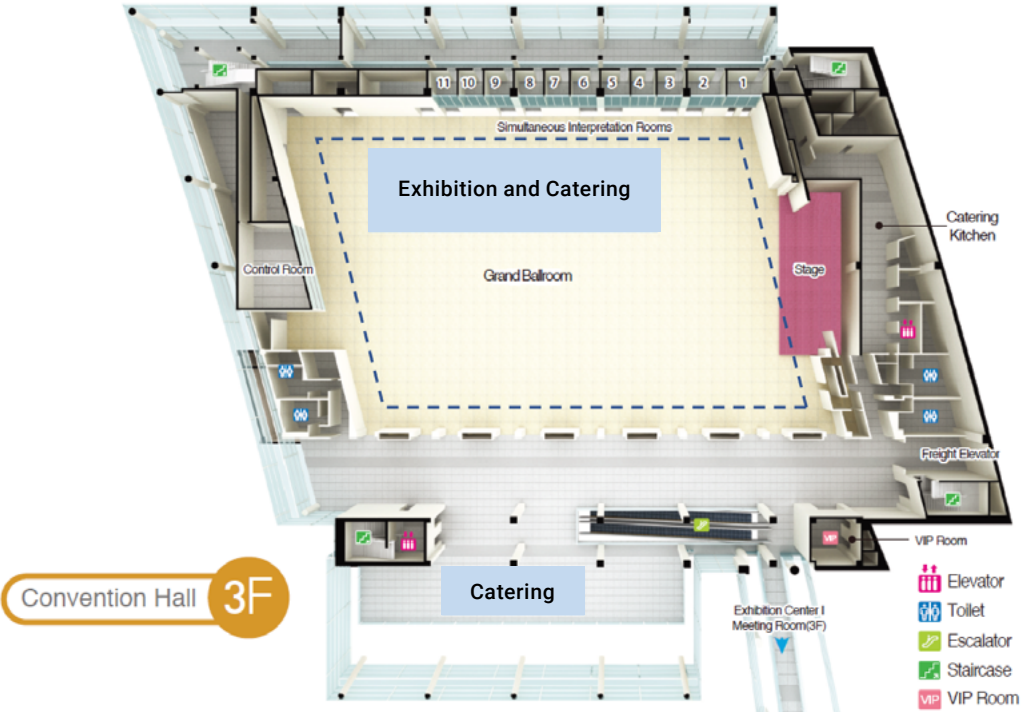 11 10 9 8 7 6 5 4 3 2 1
Simultaneous Interpretation Rooms
Exhibition and Catering
Catering
Kitchen
Control Room
Grand Ballroom
Stage
Freight Elevator
VIP
VIP Room
Convention Hall 3F
Catering
Exhibition Center I
Meeting Room(3F)
Elevator
Toilet
Escalator
Staircase
VIP VIP Room